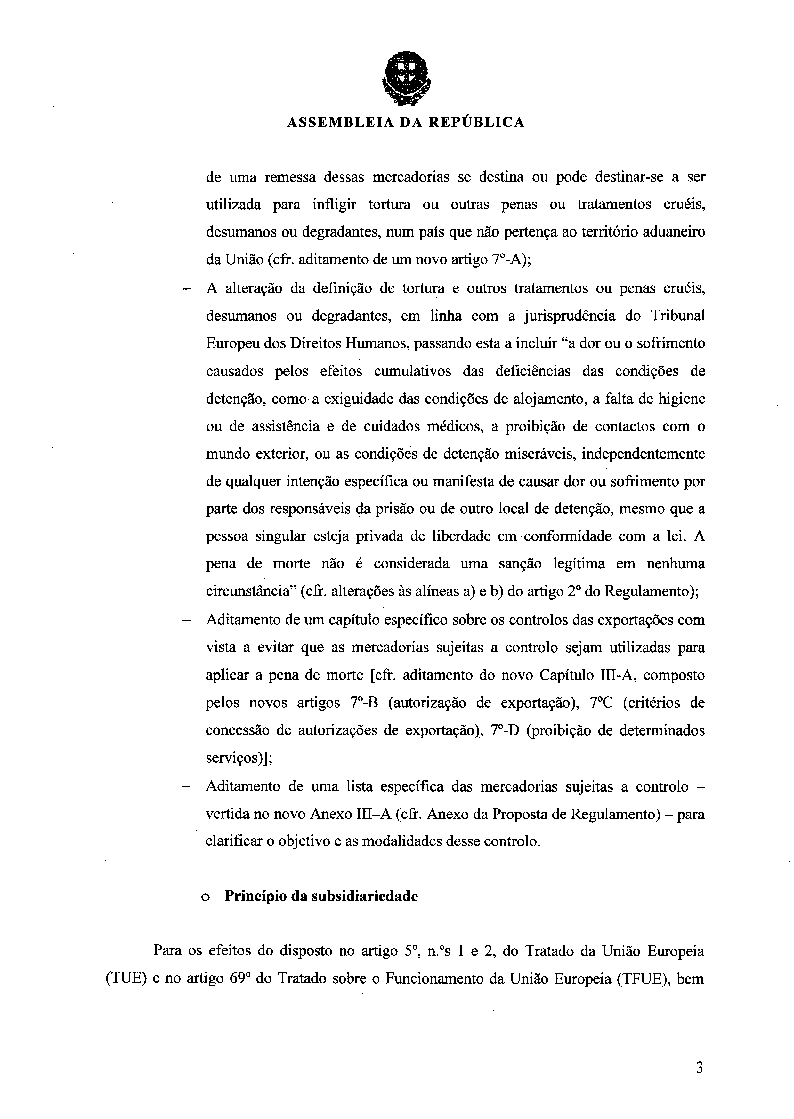 ASSEMBLEIA DA REPÚBLICA
de uma remessa dessas mercadorias se destina ou pode destinar-se a ser
utilizada para infligir tortura ou outras penas ou tratamentos cruéis,
desumanos ou degradantes, num país que não pertença ao território aduaneiro
da União (cfr. aditamento de um novo artigo 7º-A);
– A alteração da definição de tortura e outros tratamentos ou penas cruéis,
desumanos ou degradantes, em linha com a jurisprudência do Tribunal
Europeu dos Direitos Humanos, passando esta a incluir “a dor ou o sofrimento
causados pelos efeitos cumulativos das deficiências das condições de
detenção, como a exiguidade das condições de alojamento, a falta de higiene
ou de assistência e de cuidados médicos, a proibição de contactos com o
mundo exterior, ou as condições de detenção miseráveis, independentemente
de qualquer intenção específica ou manifesta de causar dor ou sofrimento por
parte dos responsáveis da prisão ou de outro local de detenção, mesmo que a
pessoa singular esteja privada de liberdade em conformidade com a lei. A
pena de morte não é considerada uma sanção legítima em nenhuma
circunstância” (cfr. alterações às alíneas a) e b) do artigo 2º do Regulamento);
– Aditamento de um capítulo específico sobre os controlos das exportações com
vista a evitar que as mercadorias sujeitas a controlo sejam utilizadas para
aplicar a pena de morte [cfr. aditamento do novo Capítulo III-A, composto
pelos novos artigos 7º-B (autorização de exportação), 7ºC (critérios de
concessão de autorizações de exportação), 7º-D (proibição de determinados
serviços)];
– Aditamento de uma lista específica das mercadorias sujeitas a controlo –
vertida no novo Anexo III–A (cfr. Anexo da Proposta de Regulamento) – para
clarificar o objetivo e as modalidades desse controlo.
o Princípio da subsidiariedade
Para os efeitos do disposto no artigo 5º, n.ºs 1 e 2, do Tratado da União Europeia
(TUE) e no artigo 69º do Tratado sobre o Funcionamento da União Europeia (TFUE), bem
3